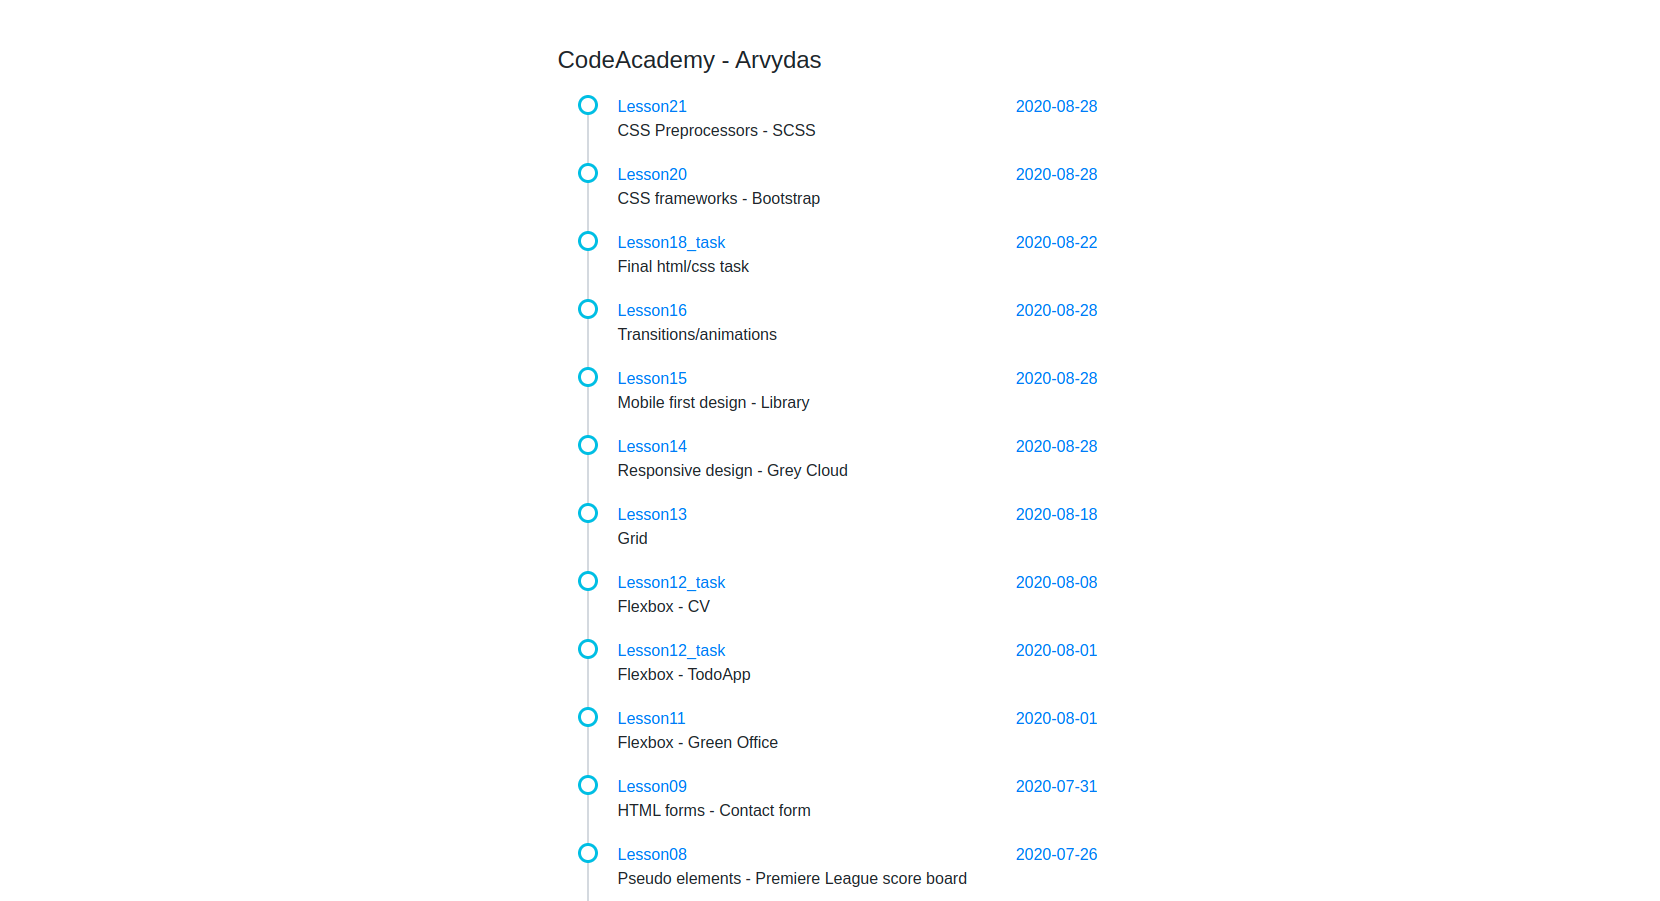 CodeAcademy - Arvydas
Lesson21 2020-08-28
CSS Preprocessors - SCSS
Lesson20 2020-08-28
CSS frameworks - Bootstrap
Lesson18_task 2020-08-22
Final html/css task
Lesson16 2020-08-28
Transitions/animations
Lesson15 2020-08-28
Mobile first design - Library
Lesson14 2020-08-28
Responsive design - Grey Cloud
Lesson13 2020-08-18
Grid
Lesson12_task 2020-08-08
Flexbox - CV
Lesson12_task 2020-08-01
Flexbox - TodoApp
Lesson11 2020-08-01
Flexbox - Green Office
Lesson09 2020-07-31
HTML forms - Contact form
Lesson08 2020-07-26
Pseudo elements - Premiere League score board